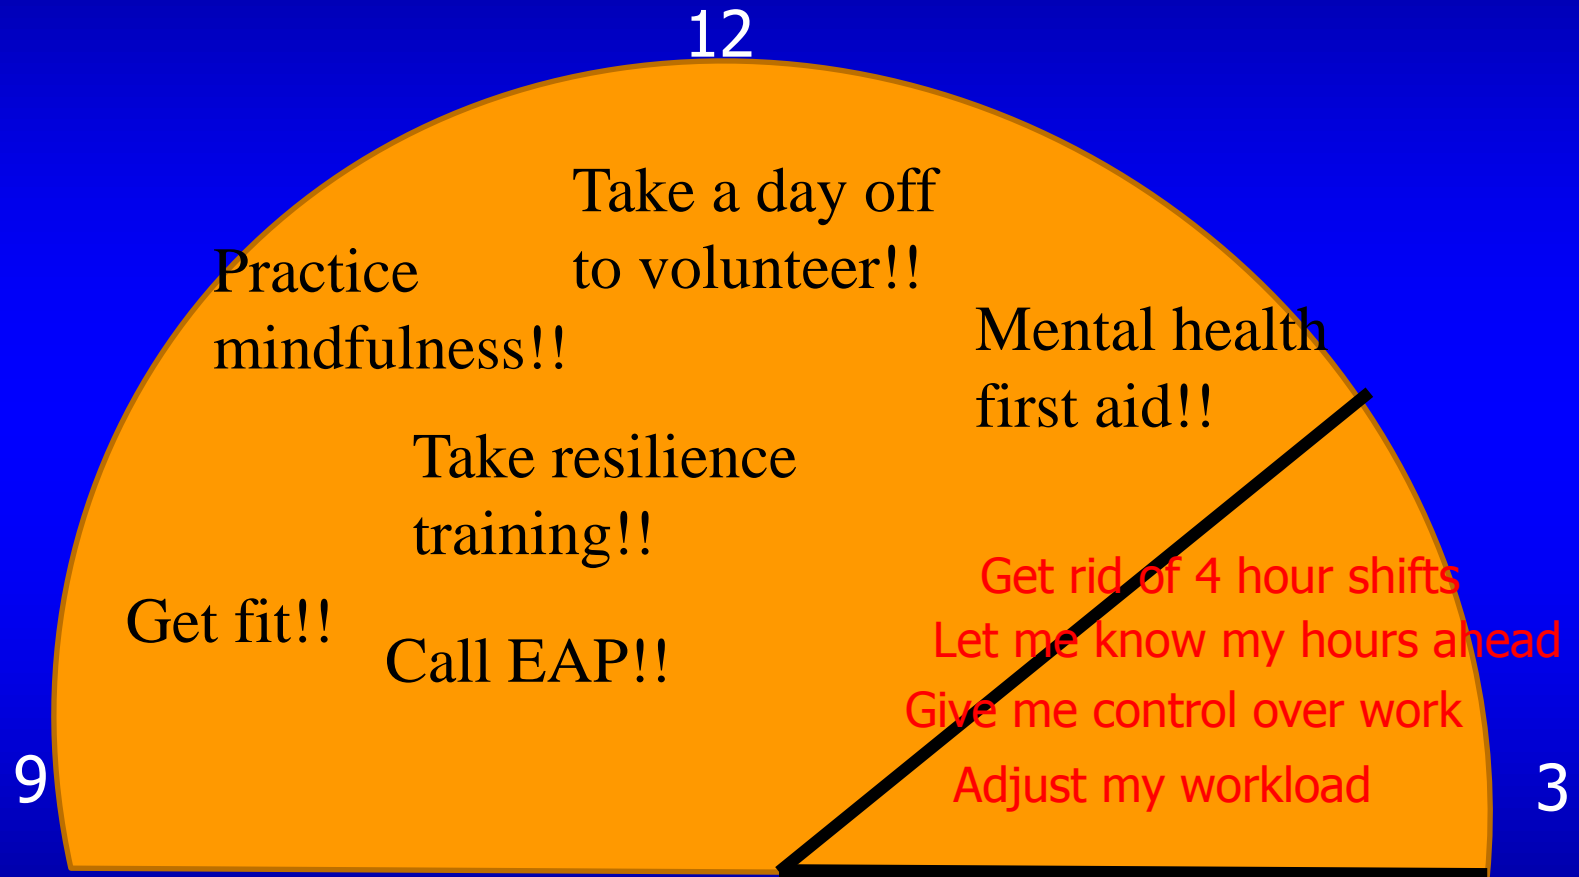 12
Take a day off
to volunteer!!
Practice
mindfulness!!
Mental health
first aid!!
Take resilience
training!!
Get rid of 4 hour shifts
Get fit!!
Let me know my hours ahead
Call EAP!!
Give me control over work
Adjust my workload
9
3